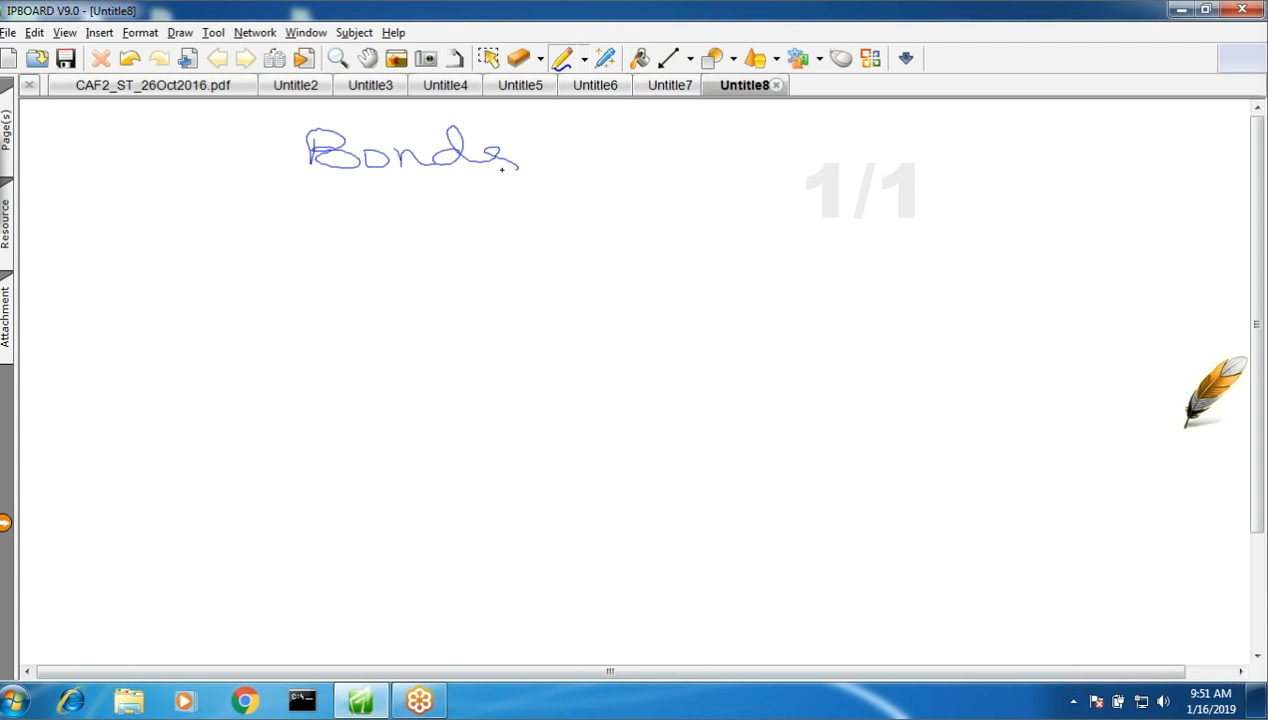 IPBOARD V9.0 - [Untitle8]
File Edit View Insert Format Draw Tool Network Window Subject Help
CAF2_ST_26Oct2016.pdf Untitle2 Untitle3 Untitle4 Untitle5 Untitle6 Untitle7 Untitle8
Page(s)
Resource
Attachment
Bonds
1/1
9:51 AM
1/16/2019